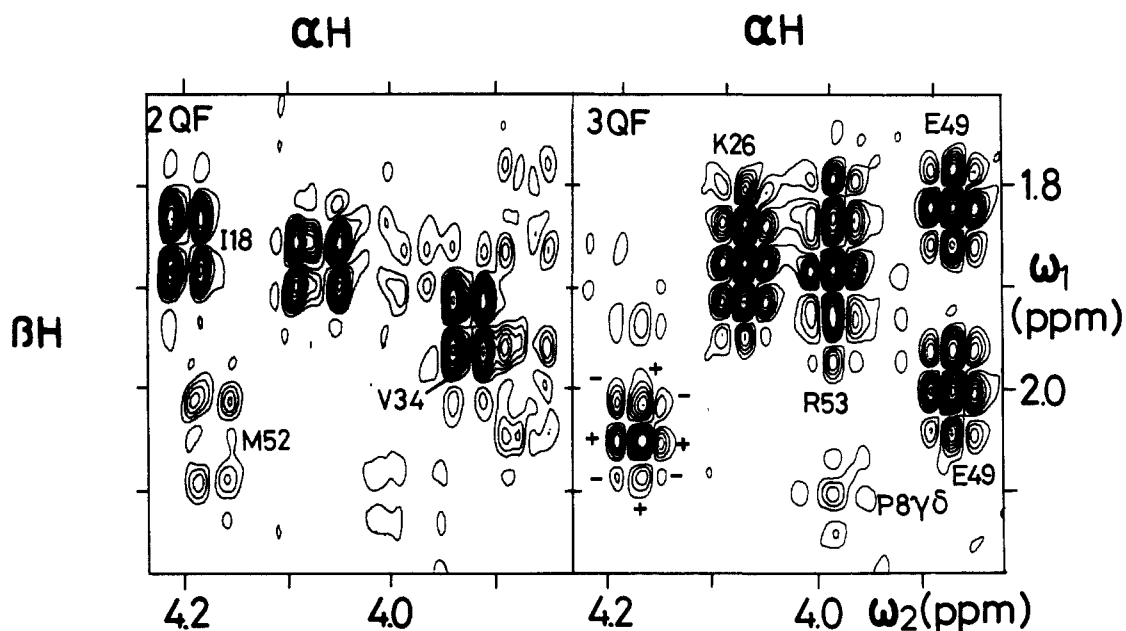 αH αH
2QF 3QF
K26 E49
1.8
I18
ω₁
(ppm)
βH
V34
R53 2.0
- + -
+ +
M52
E49
- -
+
P8γδ
4.2 4.0 4.2 4.0 ω₂(ppm)